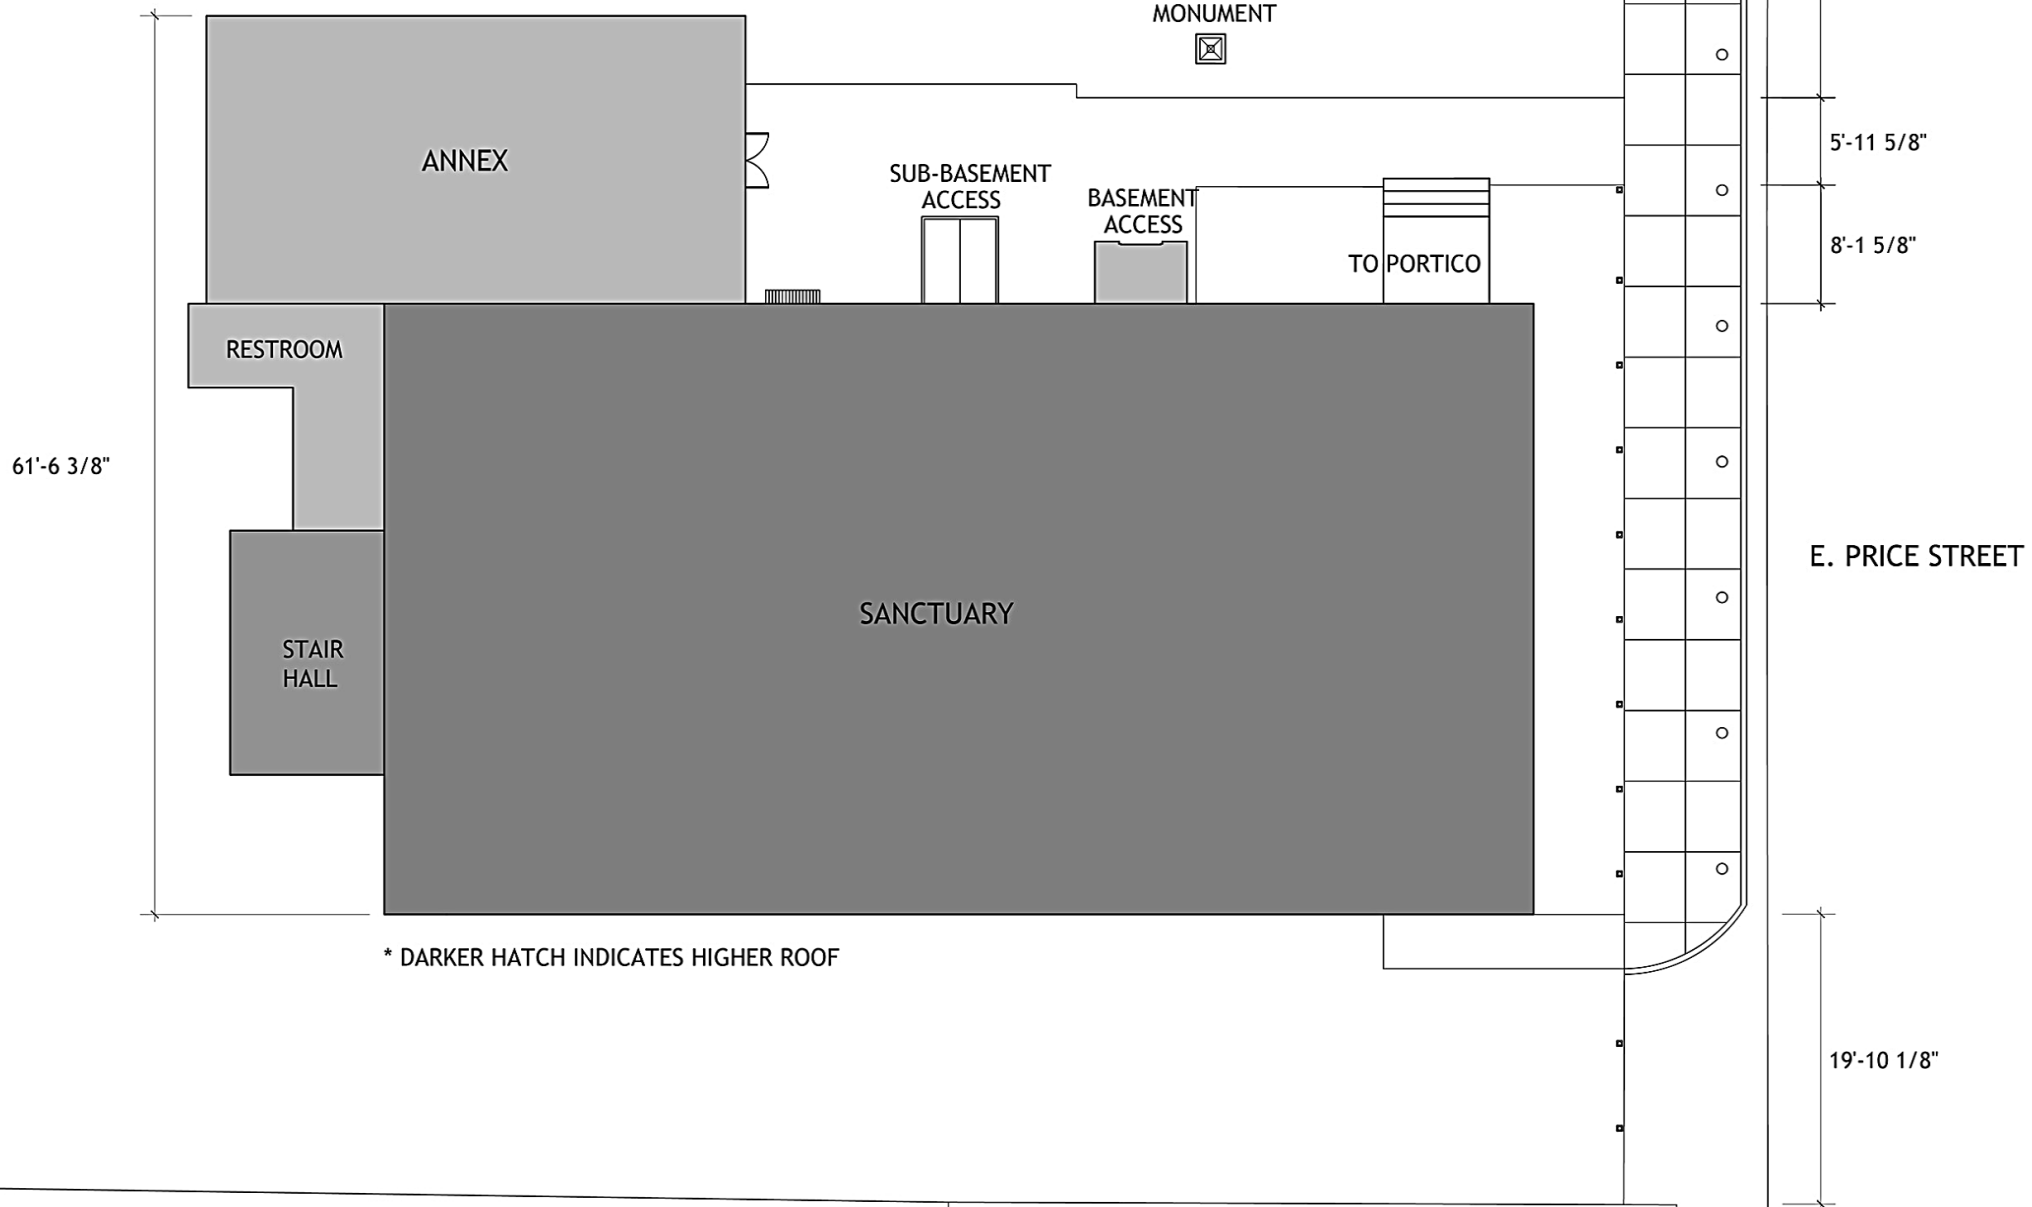 MONUMENT
5'-11 5/8"
ANNEX
SUB-BASEMENT
ACCESS
BASEMENT
ACCESS
8'-1 5/8"
TO PORTICO
RESTROOM
61'-6 3/8"
E. PRICE STREET
SANCTUARY
STAIR
HALL
* DARKER HATCH INDICATES HIGHER ROOF
19'-10 1/8"